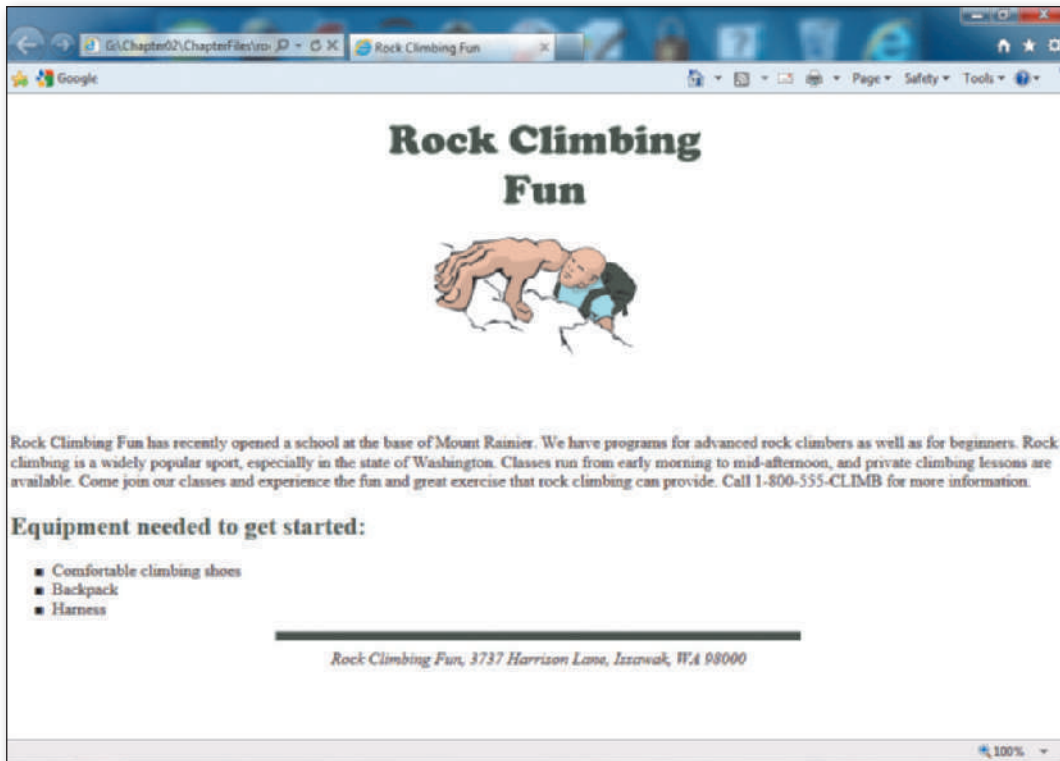 G:\Chapter02\ChapterFiles\ro
Rock Climbing Fun
Google
Page
Safety
Tools
Rock Climbing
Fun
Rock Climbing Fun has recently opened a school at the base of Mount Rainier. We have programs for advanced rock climbers as well as for beginners. Rock
climbing is a widely popular sport, especially in the state of Washington. Classes run from early morning to mid-afternoon, and private climbing lessons are
available. Come join our classes and experience the fun and great exercise that rock climbing can provide. Call 1-800-555-CLIMB for more information.
Equipment needed to get started:
Comfortable climbing shoes
Backpack
Harness
Rock Climbing Fun, 3737 Harrison Lane, Issawak, WA 98000
100%